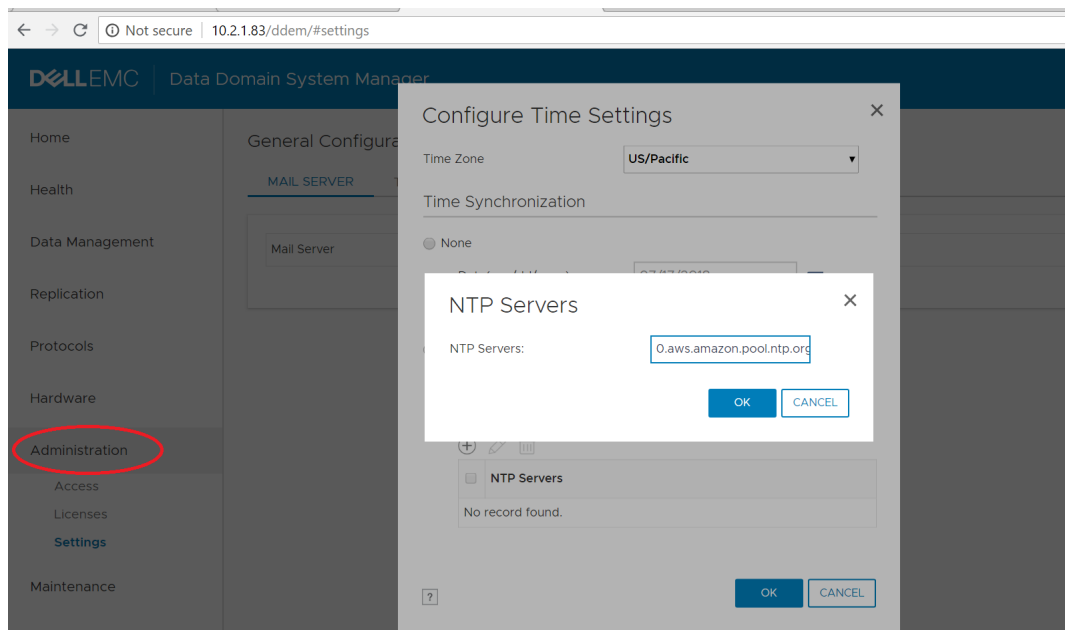 Not secure | 10.2.1.83/ddem/#settings
DELLEMC Data Domain System Manager
Configure Time Settings
Home
General Configura
Time Zone US/Pacific
MAIL SERVER
Health
Time Synchronization
None
Data Management
Mail Server
Replication
NTP Servers
Protocols
NTP Servers: 0.aws.amazon.pool.ntp.org
Hardware
OK CANCEL
Administration
NTP Servers
Access
No record found.
Licenses
Settings
Maintenance
? OK CANCEL